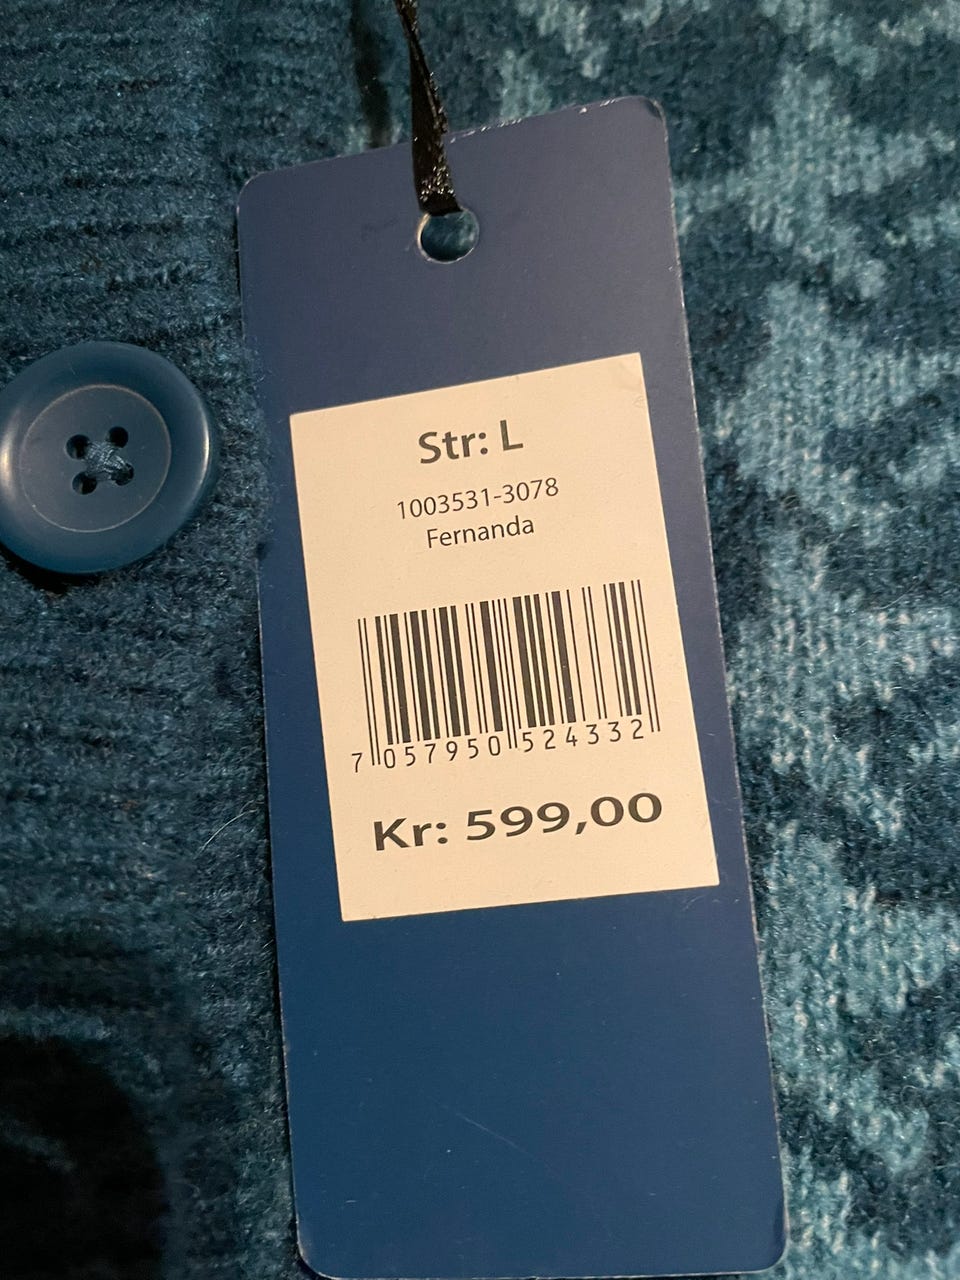 Str: L
1003531-3078
Fernanda
7 057950 524332
Kr: 599,00